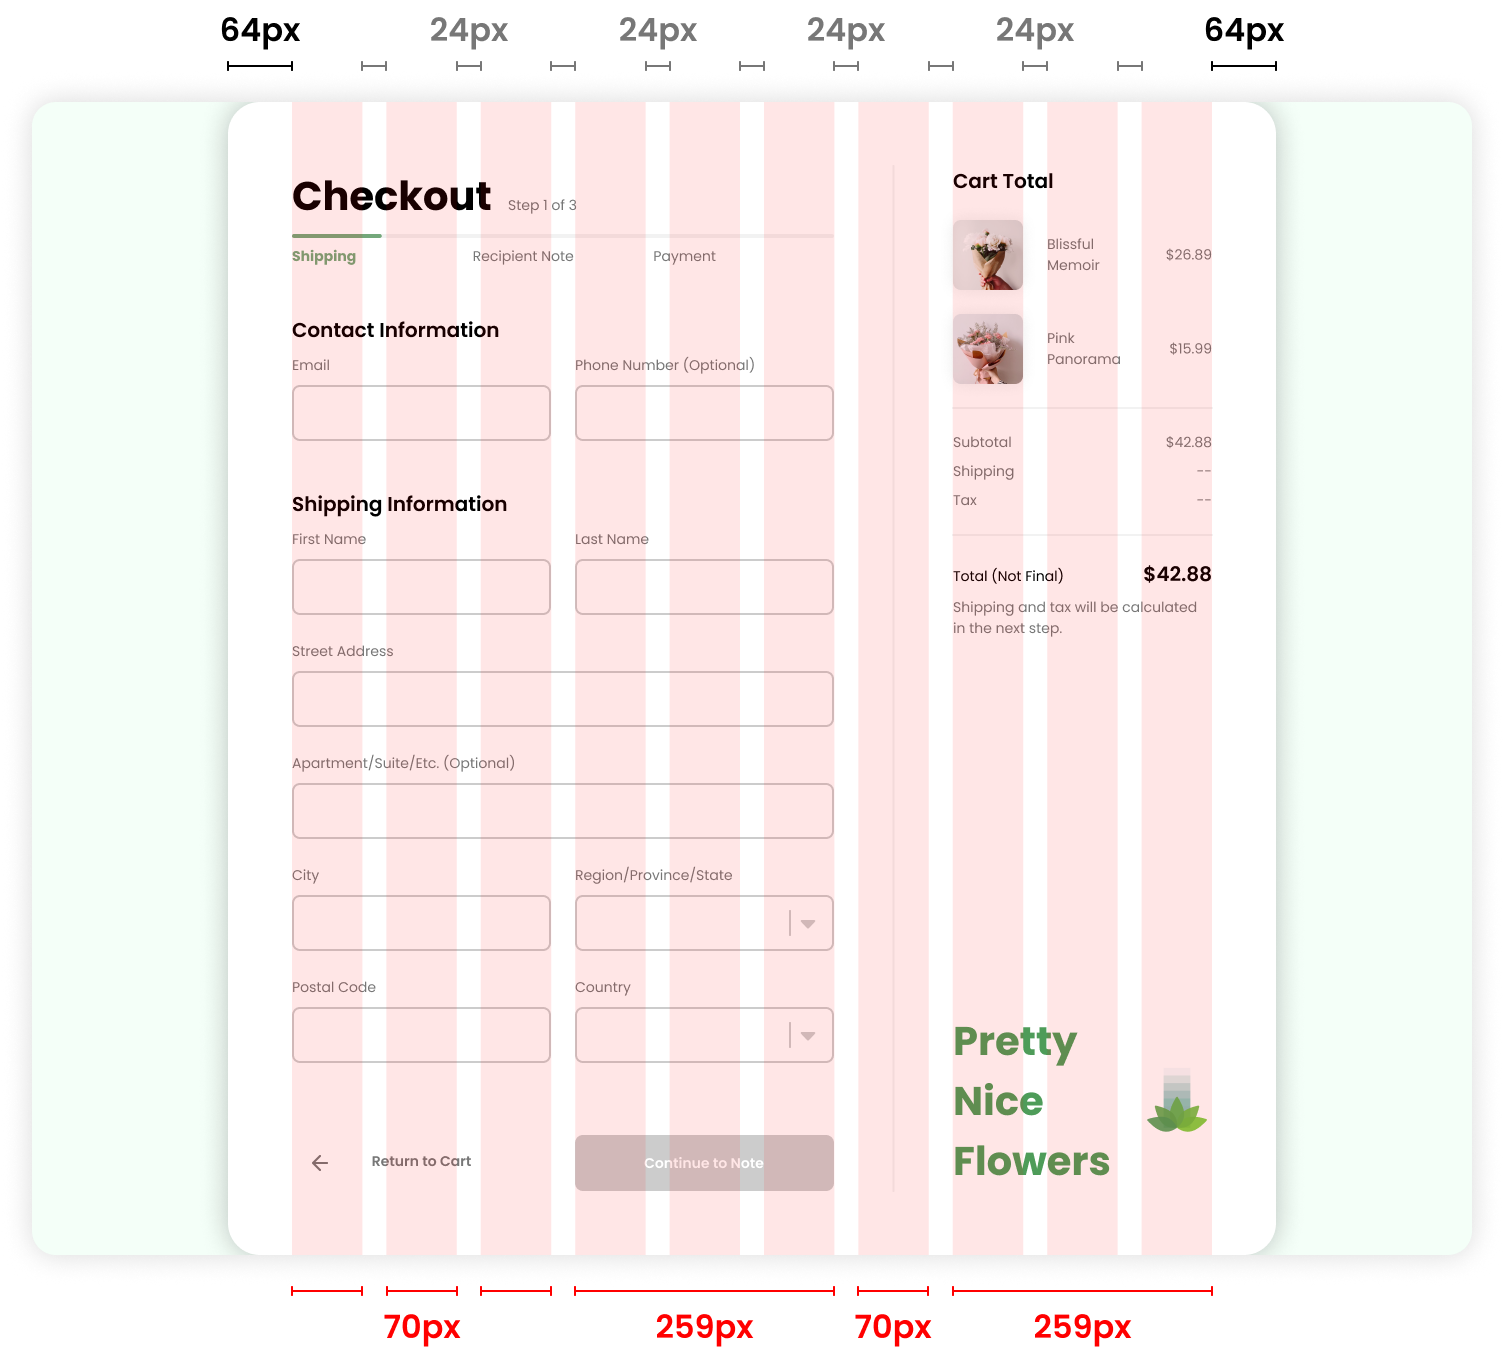 64px 24px 24px 24px 24px 64px
Checkout Step 1 of 3
Shipping Recipient Note Payment
Contact Information
Email Phone Number (Optional)
Shipping Information
First Name Last Name
Street Address
Apartment/Suite/Etc. (Optional)
City Region/Province/State
Postal Code Country
Return to Cart Continue to Note
Cart Total
Blissful
Memoir
$26.89
Pink
Panorama
$15.99
Subtotal $42.88
Shipping --
Tax --
Total (Not Final) $42.88
Shipping and tax will be calculated
in the next step.
Pretty
Nice
Flowers
70px 259px 70px 259px